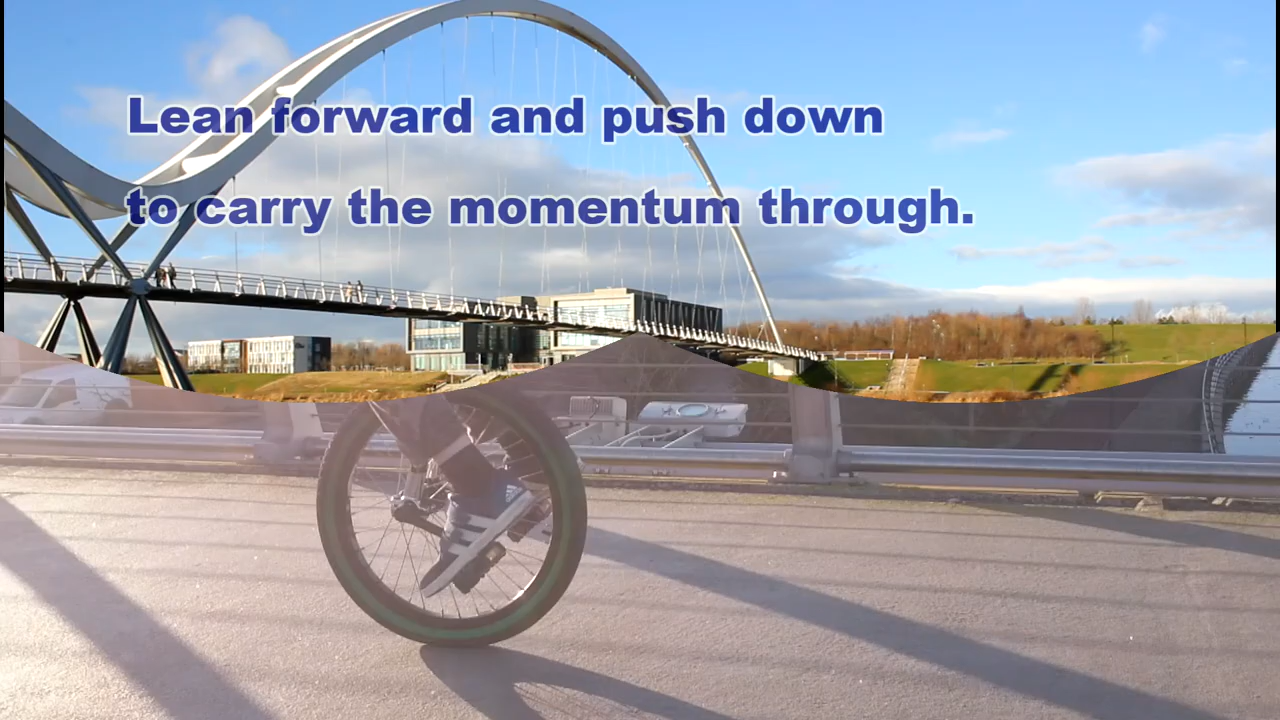 Lean forward and push down
to carry the momentum through.